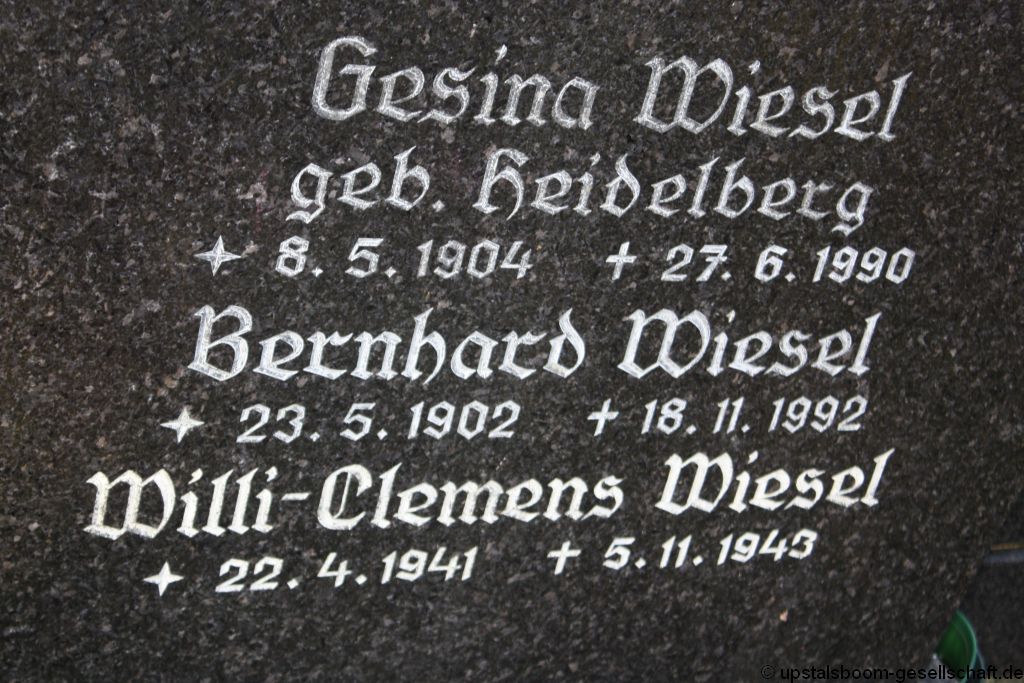 Gesina Wiesel
geb. Heidelberg
8. 5. 1904 † 27. 6. 1990
Bernhard Wiesel
23. 5. 1902 † 18. 11. 1992
Willi-Clemens Wiesel
22. 4. 1941 † 5. 11. 1943
© upstalsboom-gesellschaft.de